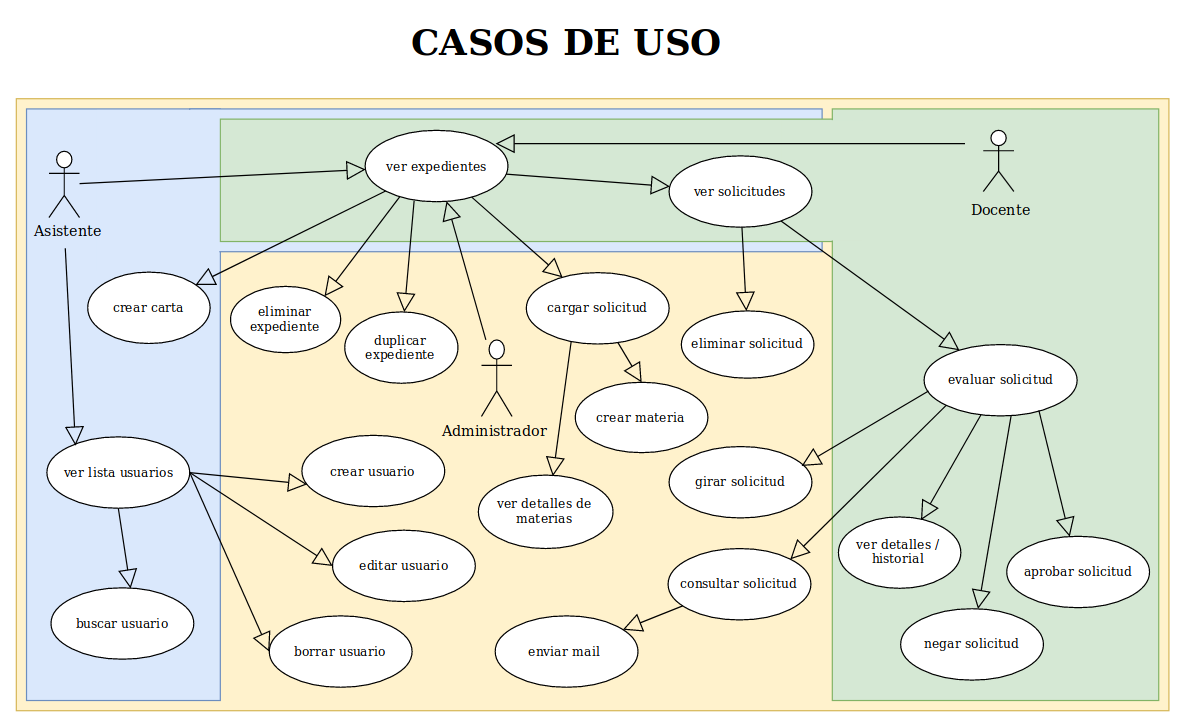 CASOS DE USO
ver expedientes
ver solicitudes
Asistente
Docente
crear carta
eliminar
expediente
duplicar
expediente
cargar solicitud
eliminar solicitud
evaluar solicitud
crear materia
Administrador
ver lista usuarios
crear usuario
girar solicitud
ver detalles de
materias
ver detalles /
historial
aprobar solicitud
editar usuario
consultar solicitud
buscar usuario
borrar usuario
enviar mail
negar solicitud